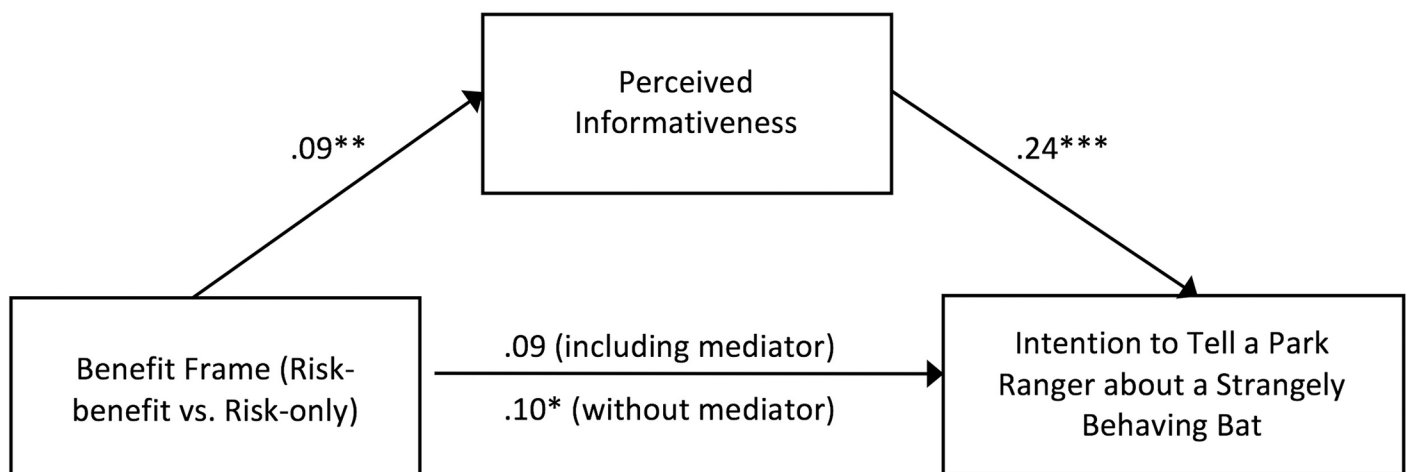 Perceived
Informativeness
.09**
.24***
Benefit Frame (Risk-
benefit vs. Risk-only)
.09 (including mediator)
.10* (without mediator)
Intention to Tell a Park
Ranger about a Strangely
Behaving Bat